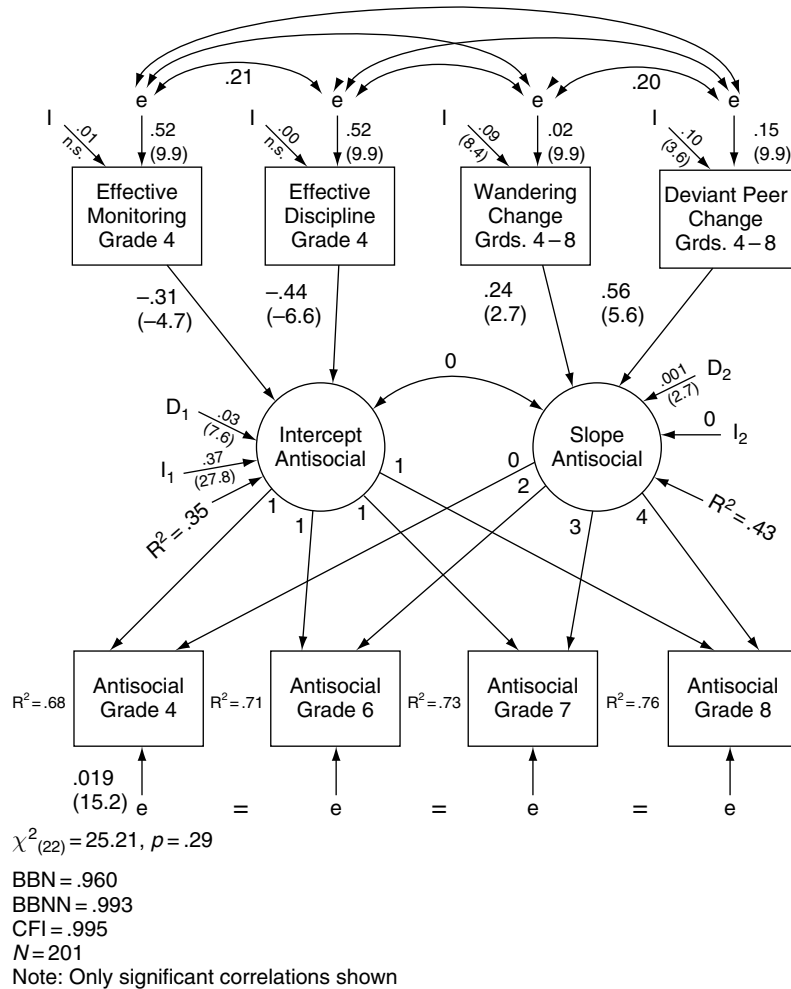 .21
.20
e e e e
I .01 n.s. .52 (9.9)
I .00 n.s. .52 (9.9)
I .09 (8.4) .02 (9.9)
I .10 (3.6) .15 (9.9)
Effective
Monitoring
Grade 4
Effective
Discipline
Grade 4
Wandering
Change
Grds. 4–8
Deviant Peer
Change
Grds. 4–8
–.31
(–4.7)
–.44
(–6.6)
.24
(2.7)
.56
(5.6)
0
D₁ .03 (7.6)
I₁ .37 (27.8)
R² = .35
Intercept
Antisocial
Slope
Antisocial
.001 (2.7) D₂
0 I₂
R² = .43
1 1 1 1
0 2 3 4
R² = .68
Antisocial
Grade 4
R² = .71
Antisocial
Grade 6
R² = .73
Antisocial
Grade 7
R² = .76
Antisocial
Grade 8
.019
(15.2) e = e = e = e
χ²₍₂₂₎ = 25.21, p = .29
BBN = .960
BBNN = .993
CFI = .995
N = 201
Note: Only significant correlations shown